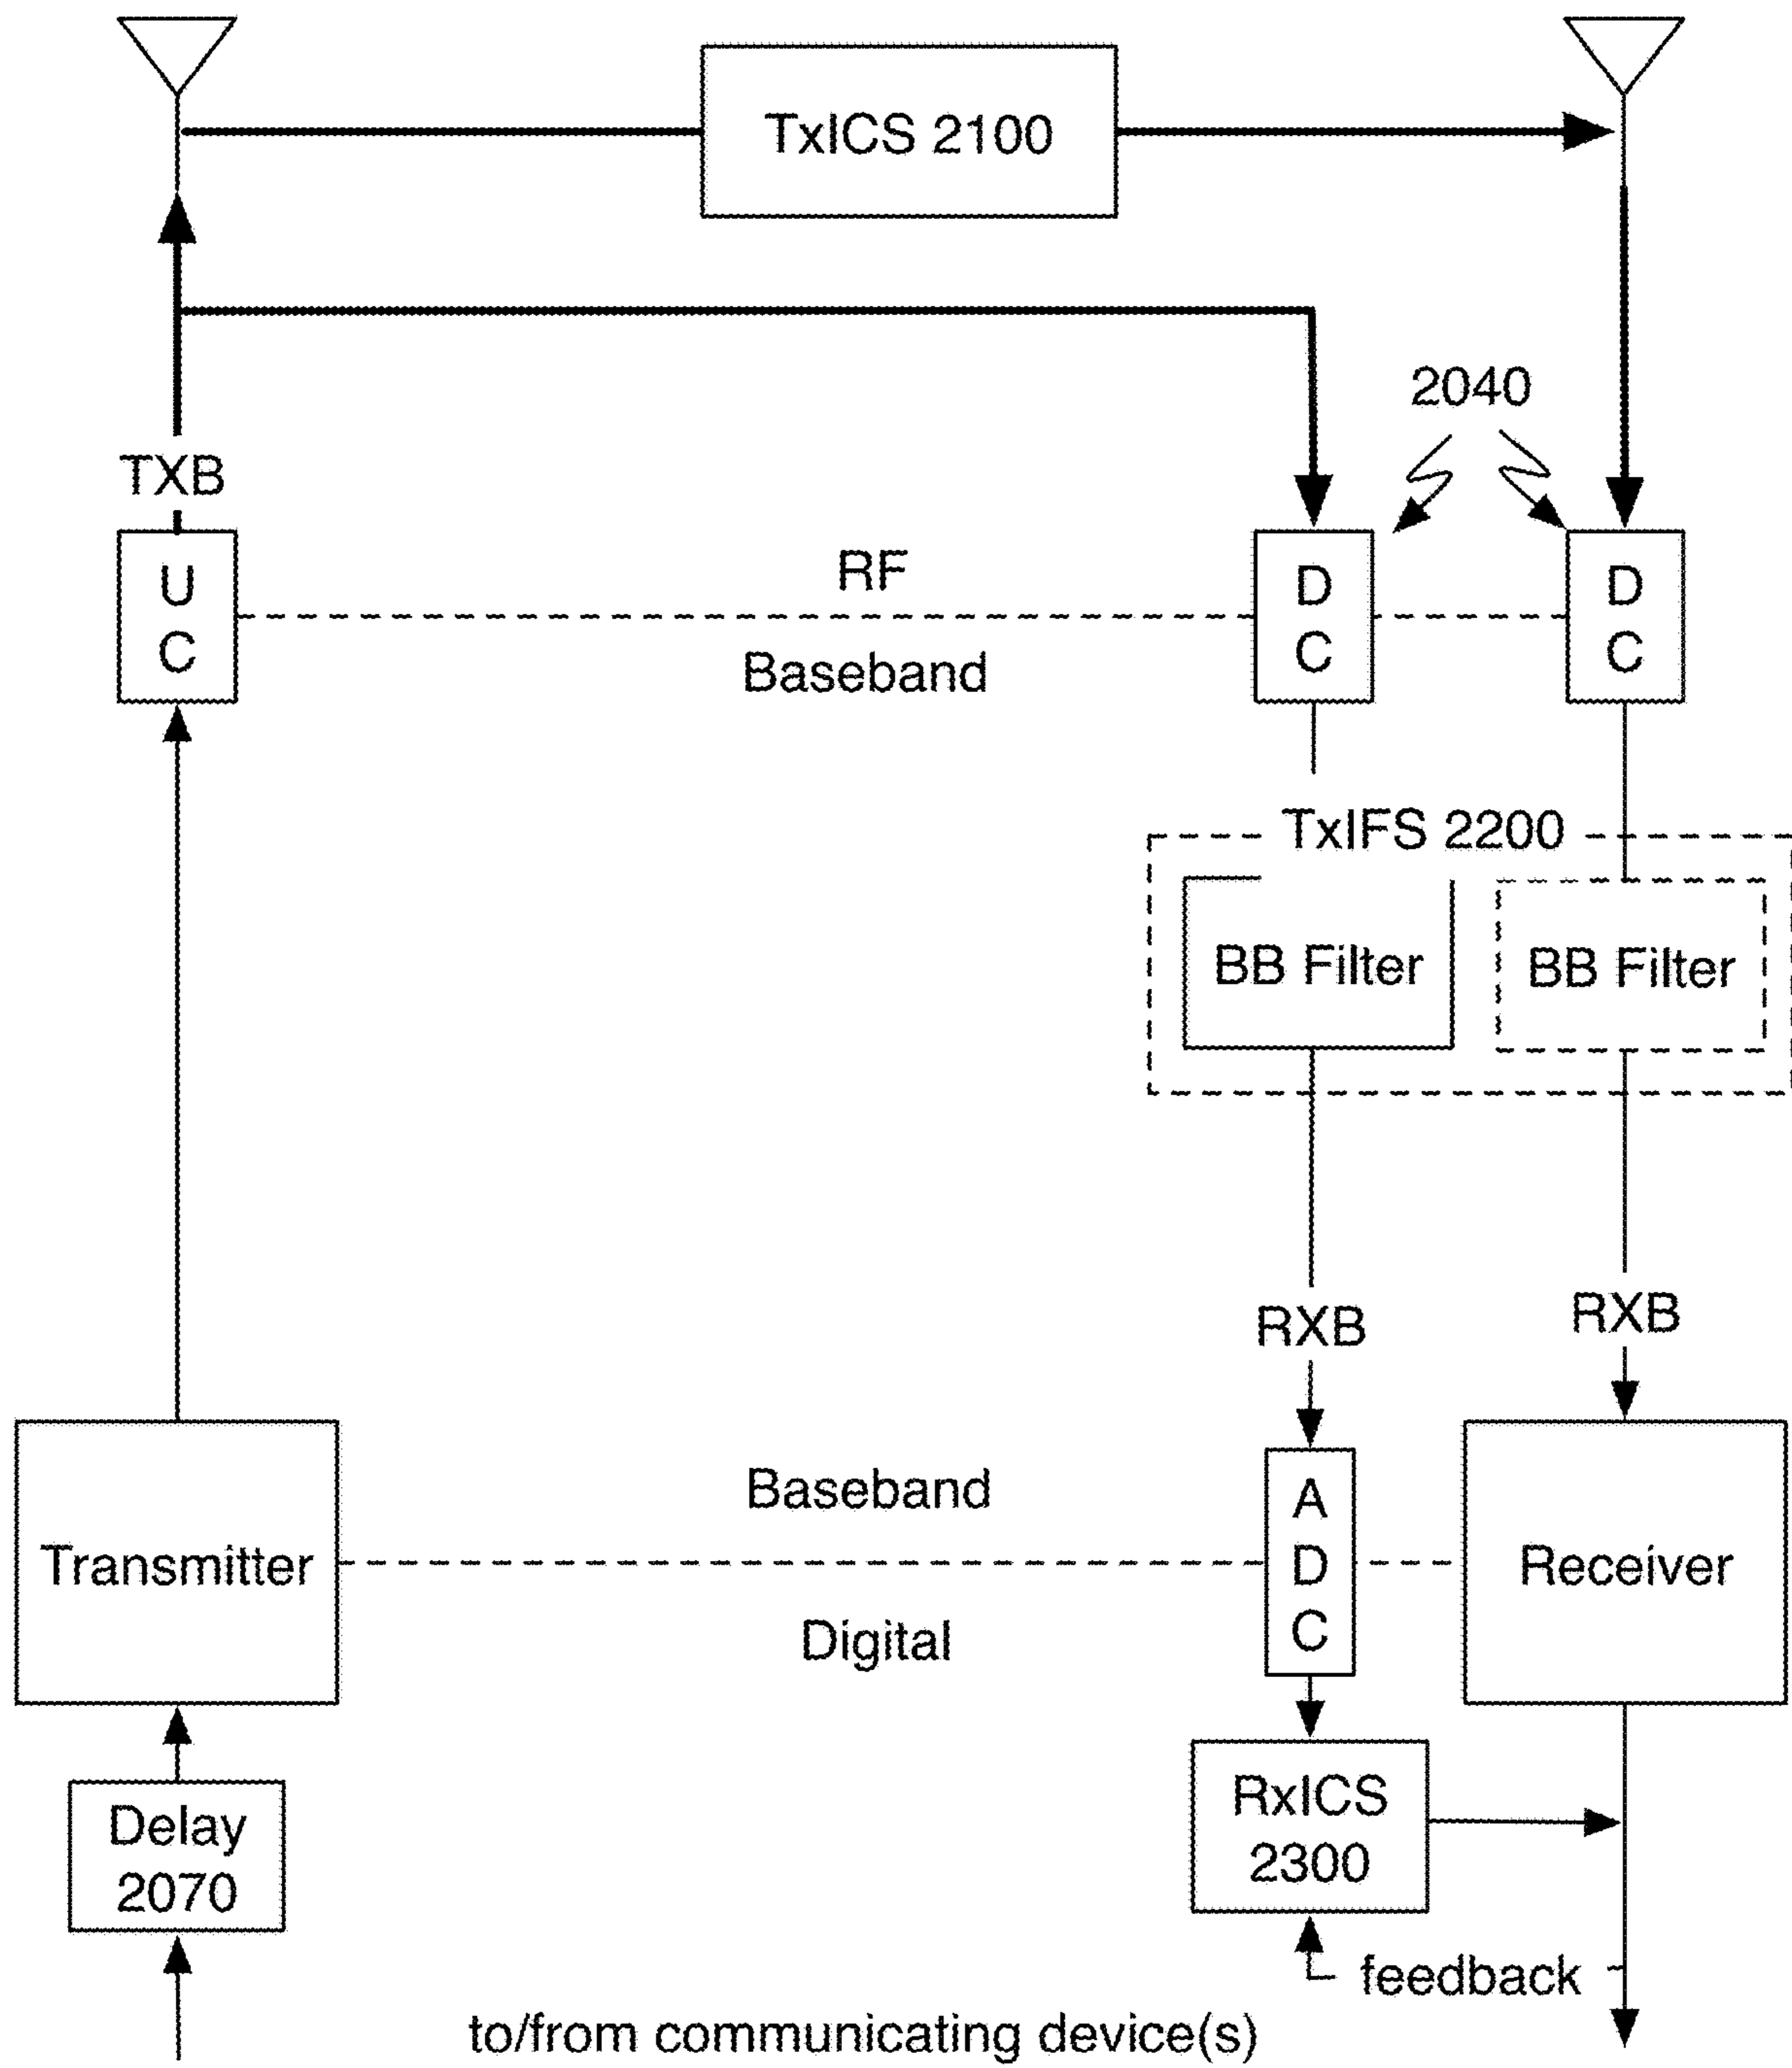 TxICS 2100
2040
TXB
U
C
RF
Baseband
D
C
D
C
TxIFS 2200
BB Filter
BB Filter
RXB
RXB
Transmitter
Baseband
Digital
A
D
C
Receiver
Delay
2070
RxICS
2300
feedback
to/from communicating device(s)